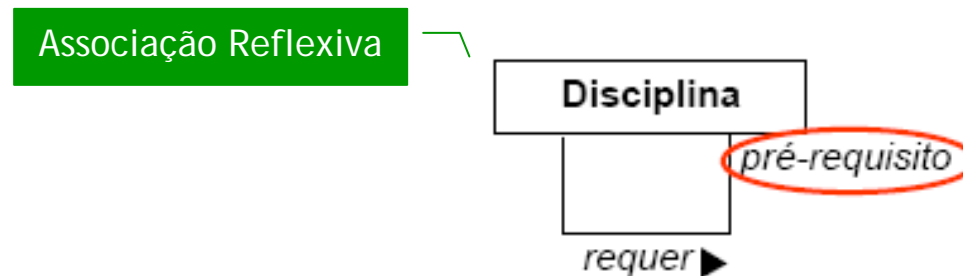 Associação Reflexiva
Disciplina
pré-requisito
requer